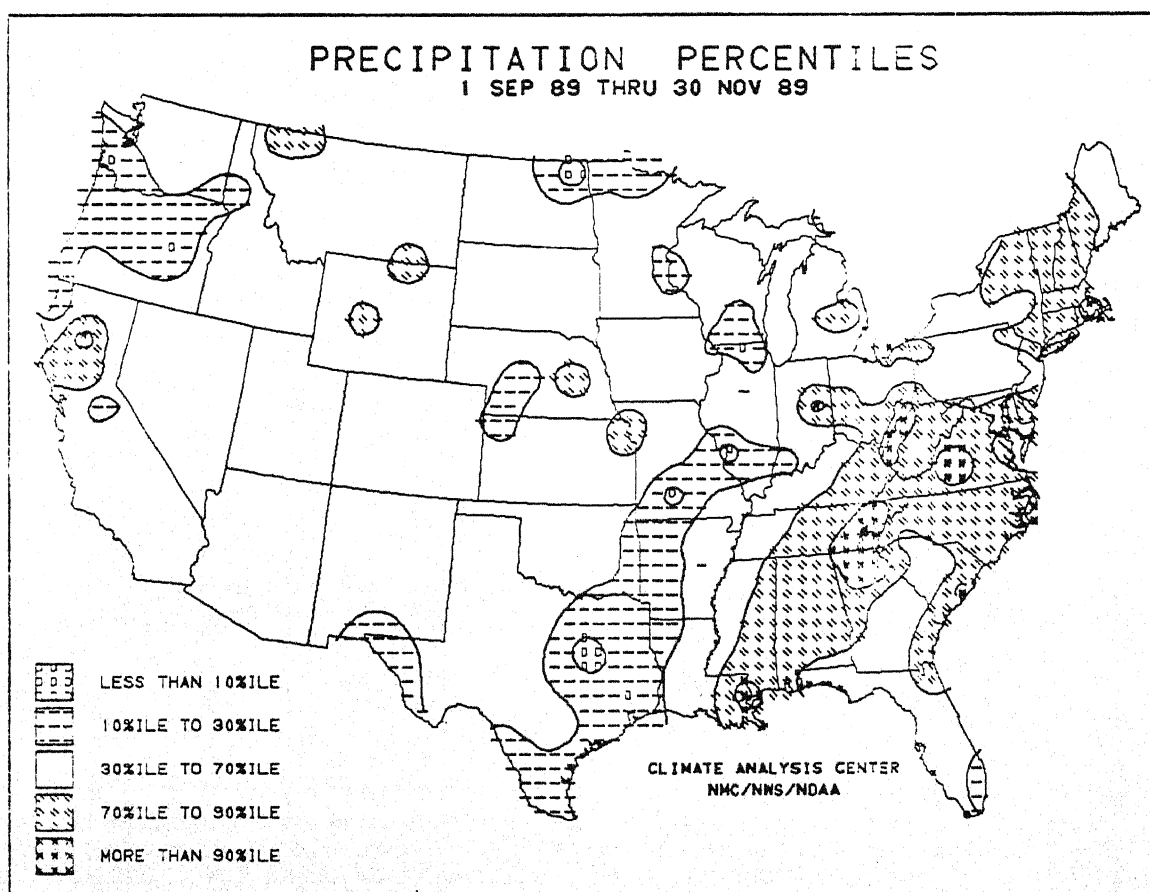 PRECIPITATION PERCENTILES
1 SEP 89 THRU 30 NOV 89
LESS THAN 10%ILE
10%ILE TO 30%ILE
30%ILE TO 70%ILE
70%ILE TO 90%ILE
MORE THAN 90%ILE
CLIMATE ANALYSIS CENTER
NMC/NWS/NOAA